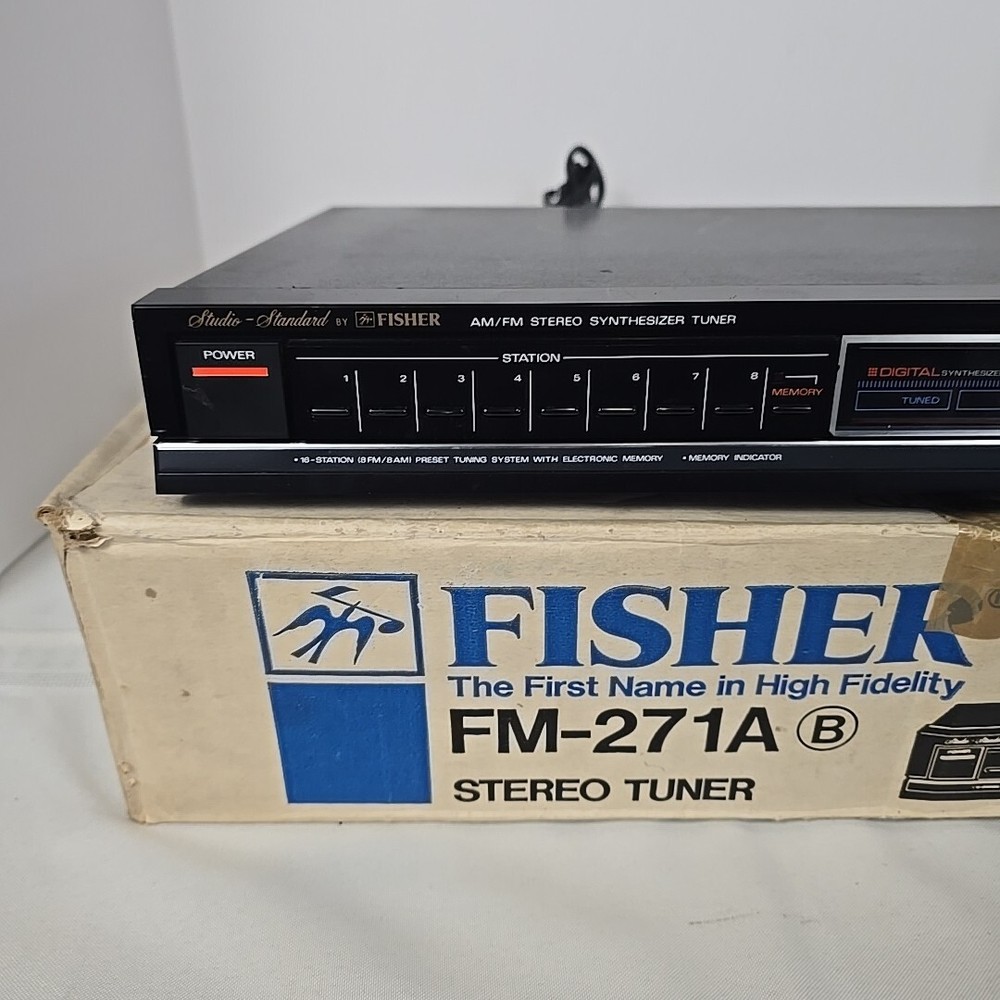 Studio-Standard BY FISHER AM/FM STEREO SYNTHESIZER TUNER
POWER
STATION
1 2 3 4 5 6 7 8
MEMORY
DIGITAL SYNTHESIZE
TUNED
•16-STATION (8FM/8AM) PRESET TUNING SYSTEM WITH ELECTRONIC MEMORY •MEMORY INDICATOR
FISHER
The First Name in High Fidelity
FM-271A Ⓑ
STEREO TUNER